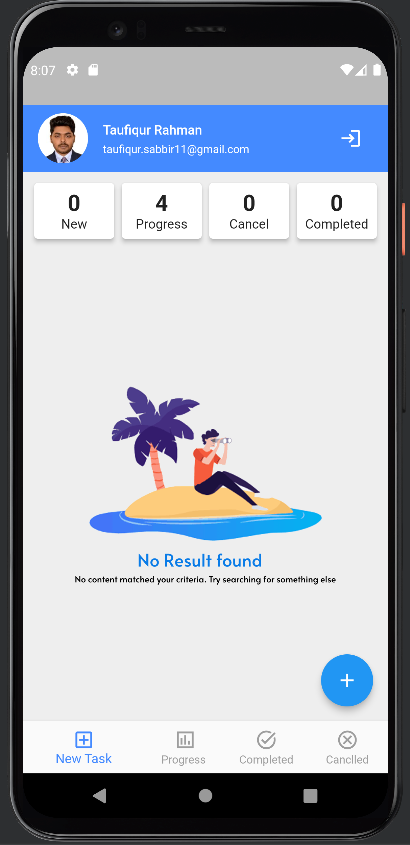 8:07
Taufiqur Rahman
taufiqur.sabbir11@gmail.com
0 4 0 0
New Progress Cancel Completed
No Result found
No content matched your criteria. Try searching for something else
New Task Progress Completed Canclled